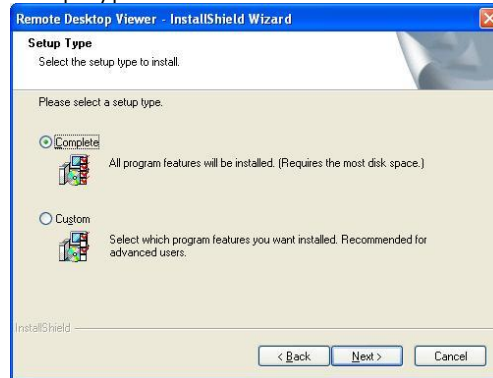 Remote Desktop Viewer - InstallShield Wizard
Setup Type
Select the setup type to install.
Please select a setup type.
Complete
All program features will be installed. (Requires the most disk space.)
Custom
Select which program features you want installed. Recommended for
advanced users.
InstallShield
< Back Next > Cancel